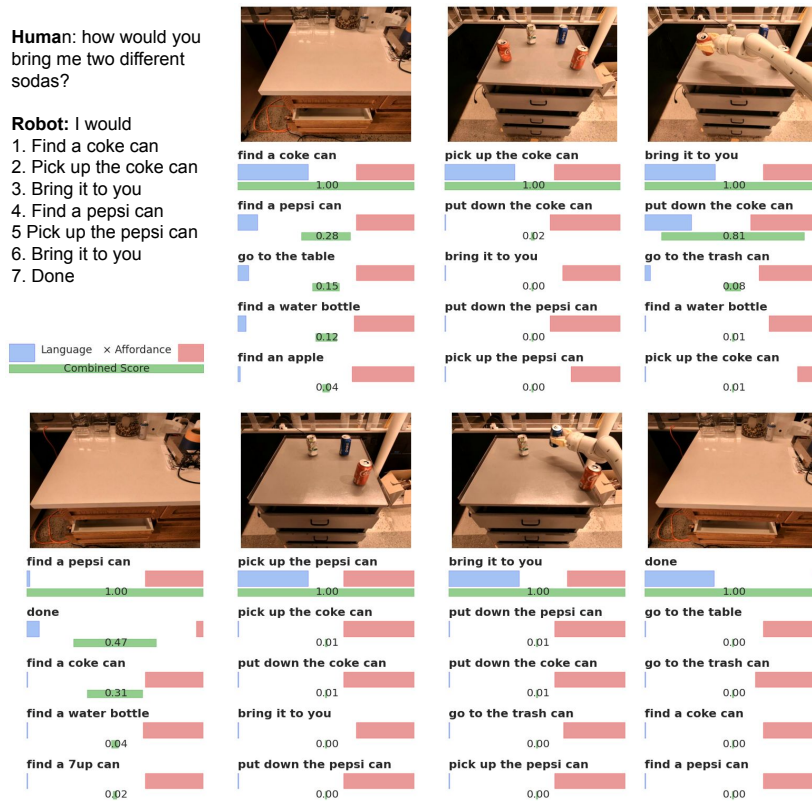 Human: how would you
bring me two different
sodas?
Robot: I would
1. Find a coke can
2. Pick up the coke can
3. Bring it to you
4. Find a pepsi can
5 Pick up the pepsi can
6. Bring it to you
7. Done
Language × Affordance
Combined Score
find a coke can
1.00
find a pepsi can
0.28
go to the table
0.15
find a water bottle
0.12
find an apple
0.04
pick up the coke can
1.00
put down the coke can
0.02
bring it to you
0.00
put down the pepsi can
0.00
pick up the pepsi can
0.00
bring it to you
1.00
put down the coke can
0.81
go to the trash can
0.08
find a water bottle
0.01
pick up the coke can
0.01
find a pepsi can
1.00
done
0.47
find a coke can
0.31
find a water bottle
0.04
find a 7up can
0.02
pick up the pepsi can
1.00
pick up the coke can
0.01
put down the coke can
0.01
bring it to you
0.00
put down the pepsi can
0.00
bring it to you
1.00
put down the pepsi can
0.01
put down the coke can
0.01
go to the trash can
0.00
pick up the pepsi can
0.00
done
1.00
go to the table
0.00
go to the trash can
0.00
find a coke can
0.00
find a pepsi can
0.00